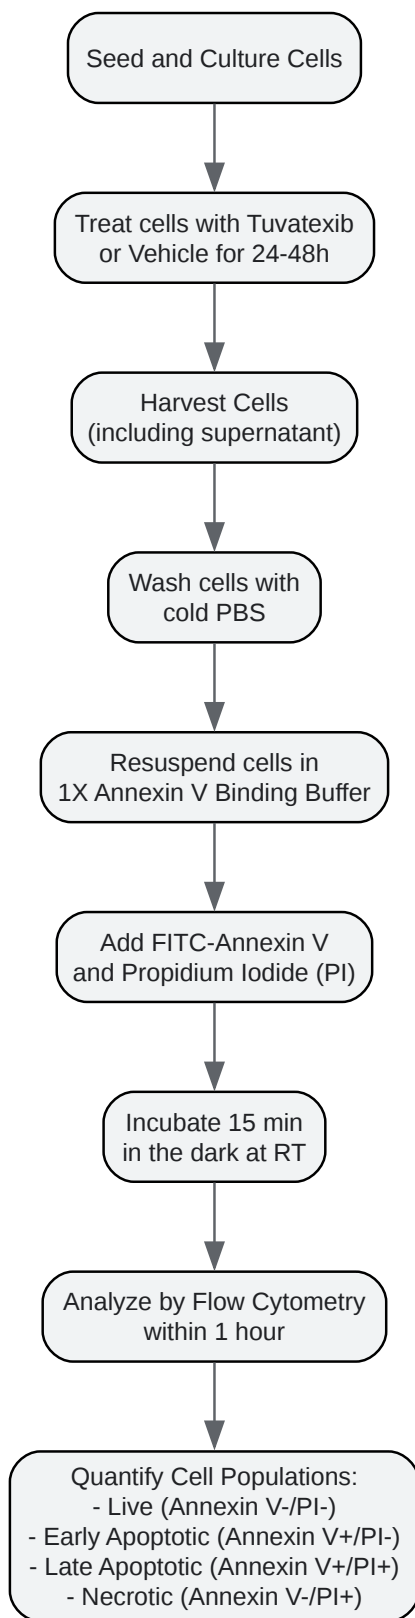 Seed and Culture Cells
Treat cells with Tuvatexib
or Vehicle for 24-48h
Harvest Cells
(including supernatant)
Wash cells with
cold PBS
Resuspend cells in
1X Annexin V Binding Buffer
Add FITC-Annexin V
and Propidium Iodide (PI)
Incubate 15 min
in the dark at RT
Analyze by Flow Cytometry
within 1 hour
Quantify Cell Populations:
- Live (Annexin V-/PI-)
- Early Apoptotic (Annexin V+/PI-)
- Late Apoptotic (Annexin V+/PI+)
- Necrotic (Annexin V-/PI+)